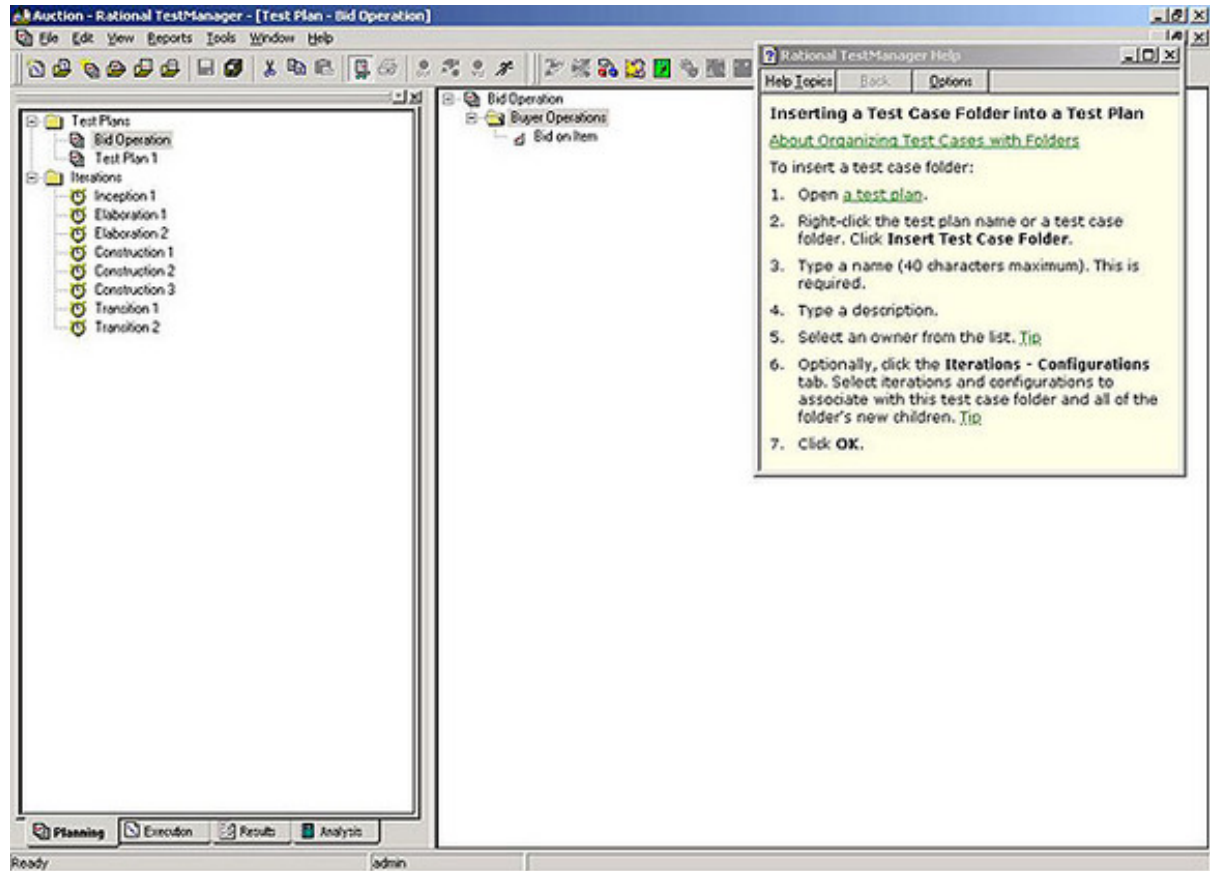 Auction - Rational TestManager - [Test Plan - Bid Operation]
File Edit View Reports Tools Window Help
Test Plans
Bid Operation
Test Plan 1
Iterations
Inception 1
Elaboration 1
Elaboration 2
Construction 1
Construction 2
Construction 3
Transition 1
Transition 2
Planning Execution Results Analysis
Bid Operation
Buyer Operations
Bid on Item
Rational TestManager Help
Help Topics Back Options
Inserting a Test Case Folder into a Test Plan
About Organizing Test Cases with Folders
To insert a test case folder:
1. Open a test plan.
2. Right-click the test plan name or a test case
folder. Click Insert Test Case Folder.
3. Type a name (40 characters maximum). This is
required.
4. Type a description.
5. Select an owner from the list. Tip
6. Optionally, click the Iterations - Configurations
tab. Select iterations and configurations to
associate with this test case folder and all of the
folder's new children. Tip
7. Click OK.
Ready admin